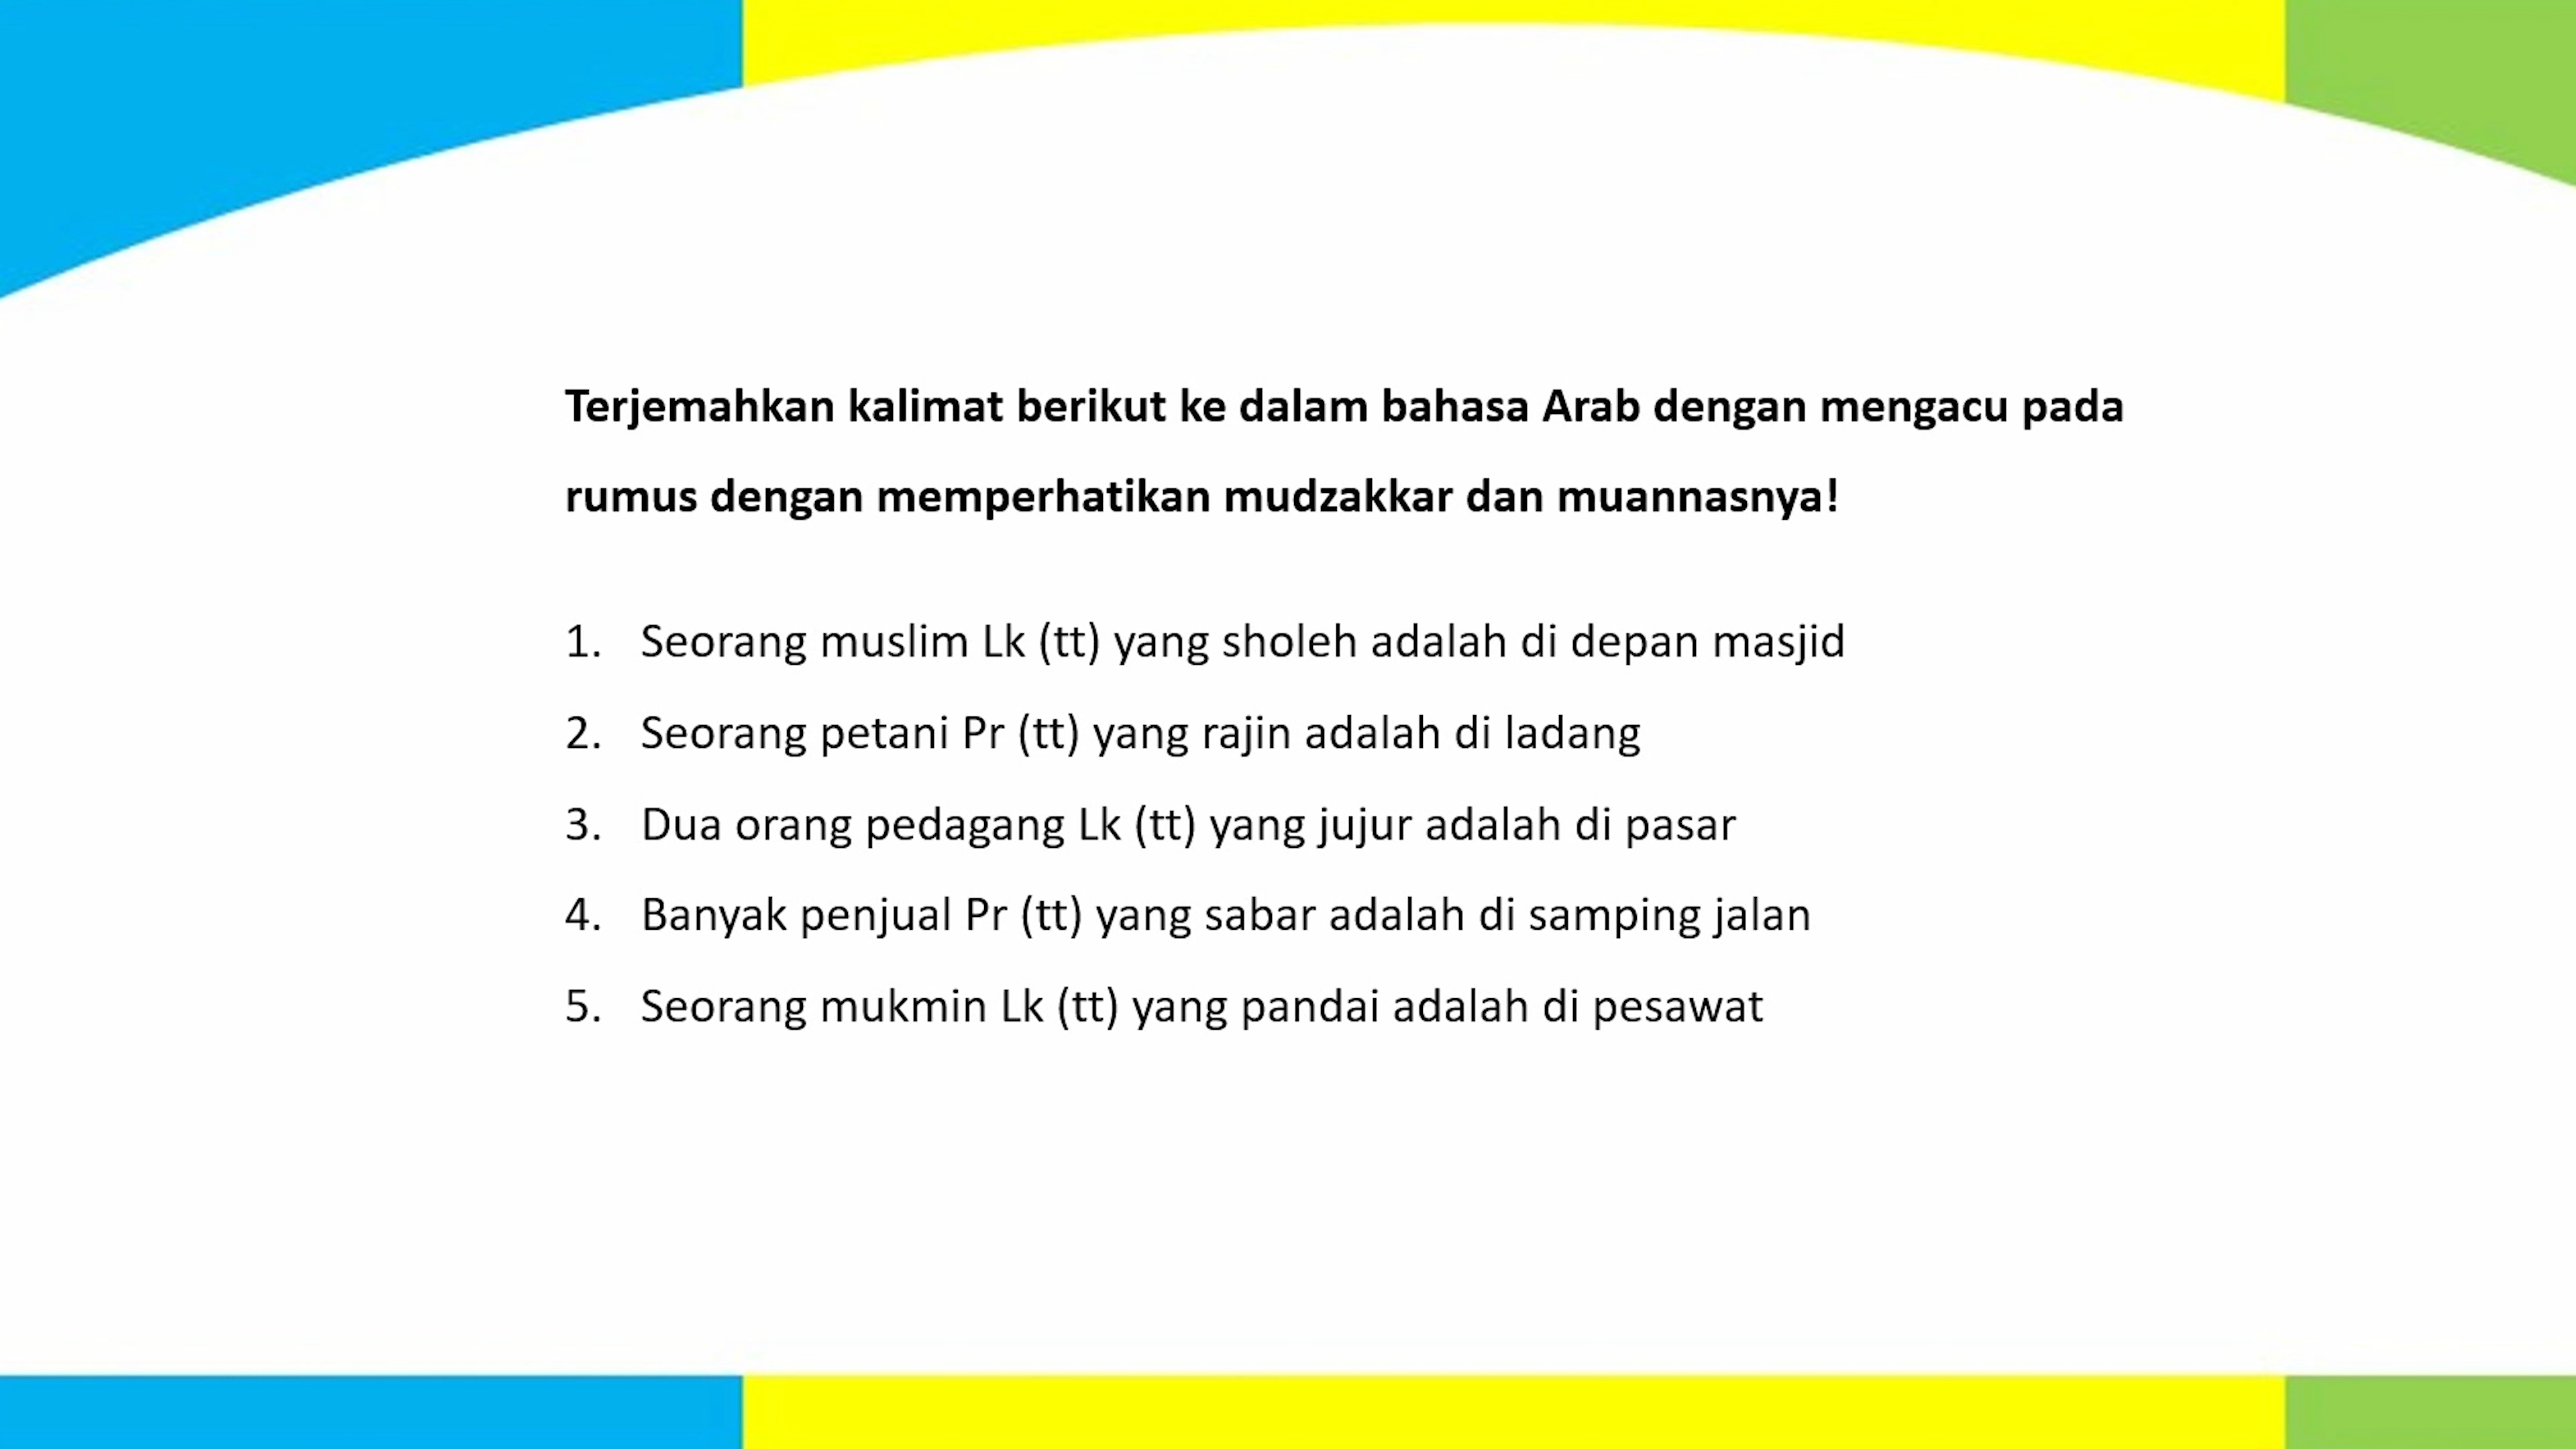 Terjemahkan kalimat berikut ke dalam bahasa Arab dengan mengacu pada
rumus dengan memperhatikan mudzakkar dan muannasnya!
1. Seorang muslim Lk (tt) yang sholeh adalah di depan masjid
2. Seorang petani Pr (tt) yang rajin adalah di ladang
3. Dua orang pedagang Lk (tt) yang jujur adalah di pasar
4. Banyak penjual Pr (tt) yang sabar adalah di samping jalan
5. Seorang mukmin Lk (tt) yang pandai adalah di pesawat